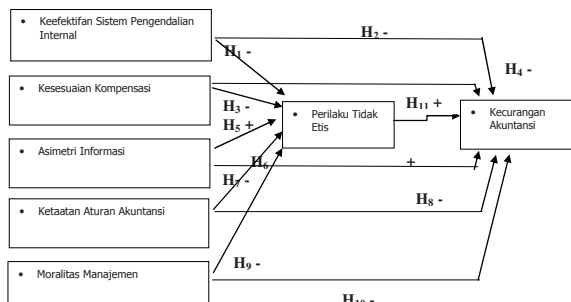 • Keefektifan Sistem Pengendalian
Internal
H₂ -
H₁ -
• Kesesuaian Kompensasi
H₄ -
H₃ -
H₅ +
• Perilaku Tidak
Etis
H₁₁ +
• Kecurangan
Akuntansi
• Asimetri Informasi
H₆ +
H₇ -
• Ketaatan Aturan Akuntansi
H₈ -
• Moralitas Manajemen
H₉ -
H₁₀ -